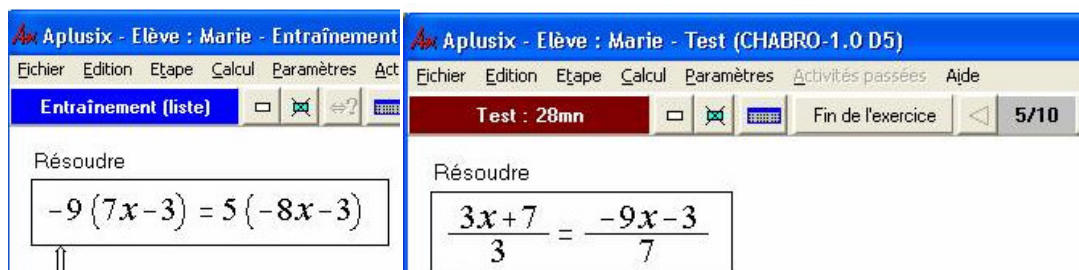 Aplusix - Elève : Marie - Entraînement
Fichier Edition Etape Calcul Paramètres Act
Entraînement (liste) ⇔?
Résoudre
-9(7x-3) = 5(-8x-3)
Aplusix - Elève : Marie - Test (CHABRO-1.0 D5)
Fichier Edition Etape Calcul Paramètres Activités passées Aide
Test : 28mn Fin de l'exercice 5/10
Résoudre
3x+7 / 3 = -9x-3 / 7